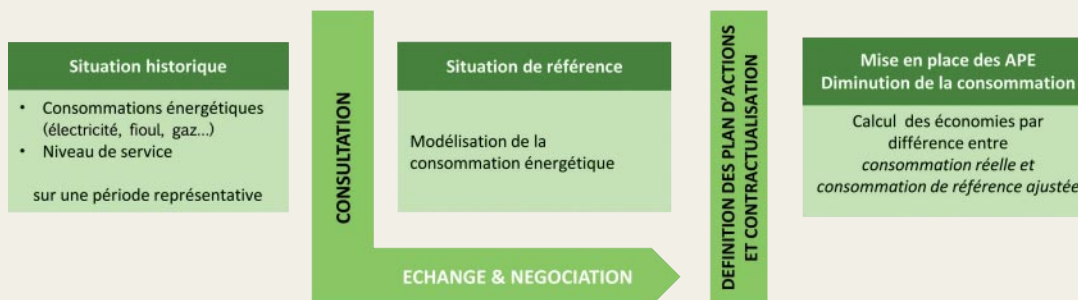 Situation historique
• Consommations énergétiques
(électricité, fioul, gaz...)
• Niveau de service
sur une période représentative
CONSULTATION
Situation de référence
Modélisation de la
consommation énergétique
ECHANGE & NEGOCIATION
DEFINITION DES PLAN D'ACTIONS
ET CONTRACTUALISATION
Mise en place des APE
Diminution de la consommation
Calcul des économies par
différence entre
consommation réelle et
consommation de référence ajustée